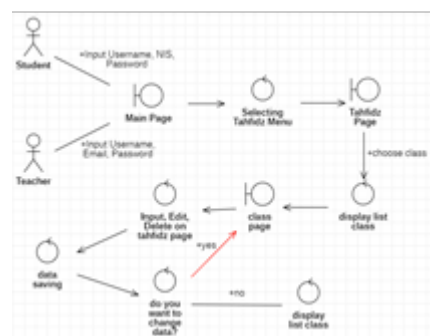 +Input Username, NIS,
Password
Student
Main Page
Selecting
Tahfidz Menu
Tahfidz
Page
+Input Username,
Email, Password
Teacher
+choose class
Input, Edit,
Delete on
tahfidz page
class
page
display list
class
+yes
data
saving
do you
want to
change
data?
+no
display
list class